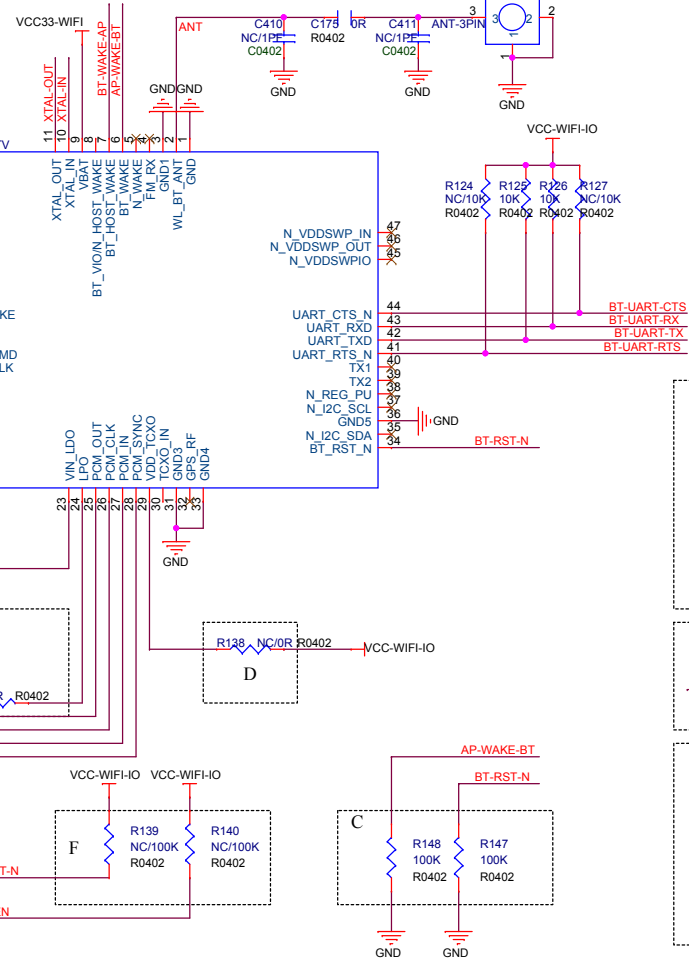 VCC33-WIFI
BT-WAKE-AP
AP-WAKE-BT
XTAL-OUT
XTAL-IN
ANT
C410
NC/1PF
C0402
C175 0R
R0402
C411
NC/1PF
C0402
ANT-3PIN
3
3
2
2
1
1
GND
GND
GND
GND
GND
11
10
9
8
7
6
5
4
3
2
1
XTAL_OUT
XTAL_IN
VBAT
BT_VIO/N_HOST_WAKE
BT_HOST_WAKE
BT_WAKE
N_WAKE
FM_RX
GND1
WL_BT_ANT
GND
VCC-WIFI-IO
R124
NC/10K
R0402
R125
10K
R0402
R126
10K
R0402
R127
NC/10K
R0402
N_VDDSWP_IN 47
N_VDDSWP_OUT 46
N_VDDSWPIO 45
UART_CTS_N 44 BT-UART-CTS
UART_RXD 43 BT-UART-RX
UART_TXD 42 BT-UART-TX
UART_RTS_N 41 BT-UART-RTS
TX1 40
TX2 39
N_REG_PU 38
N_I2C_SCL 37
GND5 36 GND
N_I2C_SDA 35
BT_RST_N 34 BT-RST-N
KE
MD
LK
VIN_LDO
LPO
PCM_OUT
PCM_CLK
PCM_IN
PCM_SYNC
VDD_TCXO
TCXO_IN
GND3
GPS_RF
GND4
23
24
25
26
27
28
29
30
31
32
33
GND
R138 NC/0R R0402
VCC-WIFI-IO
D
R R0402
VCC-WIFI-IO VCC-WIFI-IO
F
R139
NC/100K
R0402
R140
NC/100K
R0402
T-N
N
AP-WAKE-BT
BT-RST-N
C
R148
100K
R0402
R147
100K
R0402
GND
GND